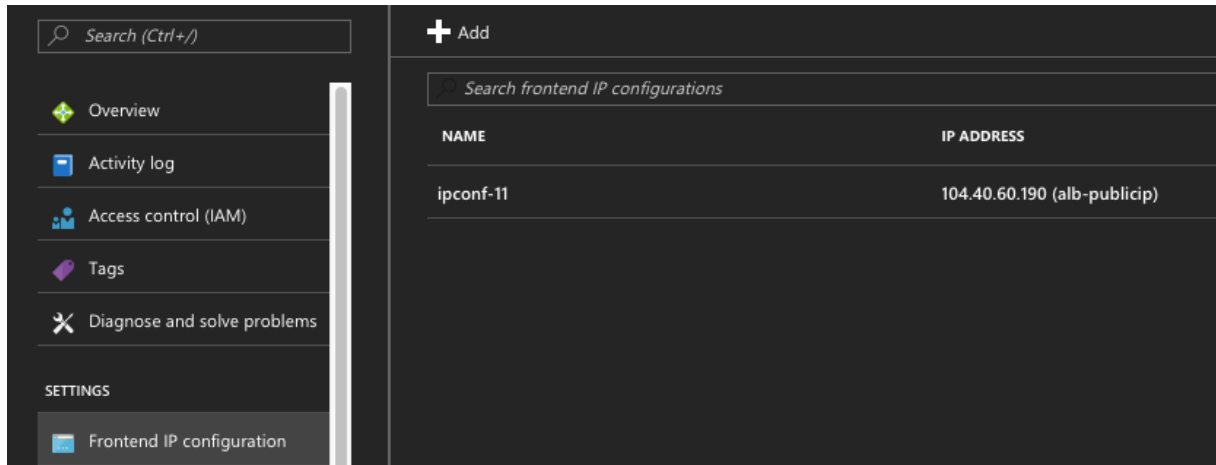 Search (Ctrl+/)
Overview
Activity log
Access control (IAM)
Tags
Diagnose and solve problems
SETTINGS
Frontend IP configuration
Add
Search frontend IP configurations
NAME IP ADDRESS
ipconf-11 104.40.60.190 (alb-publicip)